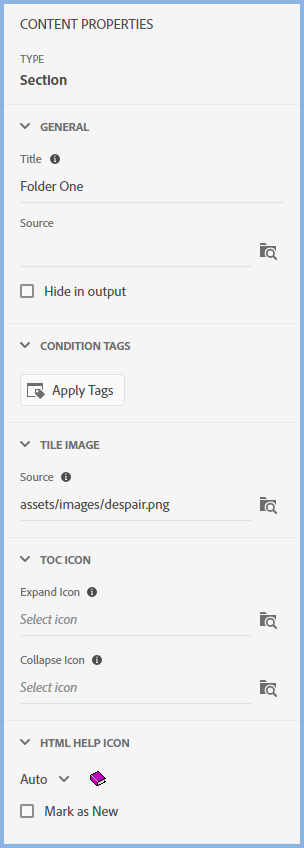 CONTENT PROPERTIES
TYPE
Section
GENERAL
Title
Folder One
Source
Hide in output
CONDITION TAGS
Apply Tags
TILE IMAGE
Source
assets/images/despair.png
TOC ICON
Expand Icon
Select icon
Collapse Icon
Select icon
HTML HELP ICON
Auto
Mark as New